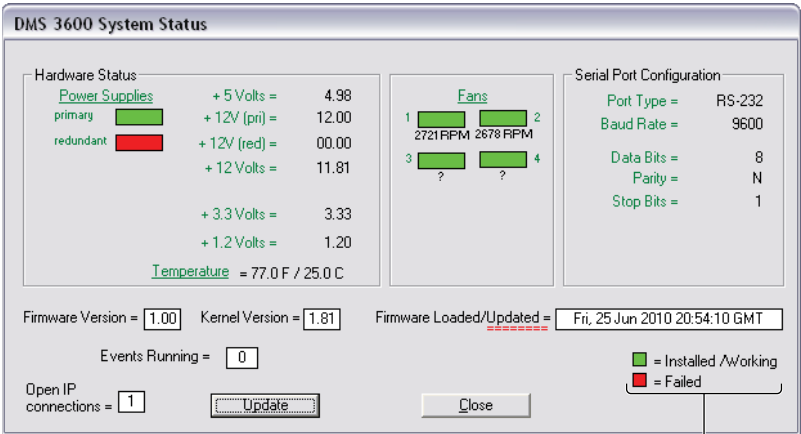 DMS 3600 System Status
Hardware Status
Power Supplies
primary
redundant
+ 5 Volts = 4.98
+ 12V (pri) = 12.00
+ 12V (red) = 00.00
+ 12 Volts = 11.81
+ 3.3 Volts = 3.33
+ 1.2 Volts = 1.20
Temperature = 77.0 F / 25.0 C
Fans
1 2
2721 RPM 2678 RPM
3 4
? ?
Serial Port Configuration
Port Type = RS-232
Baud Rate = 9600
Data Bits = 8
Parity = N
Stop Bits = 1
Firmware Version = 1.00 Kernel Version = 1.81 Firmware Loaded/Updated = Fri, 25 Jun 2010 20:54:10 GMT
Events Running = 0
Open IP
connections = 1
Update
Close
= Installed /Working
= Failed